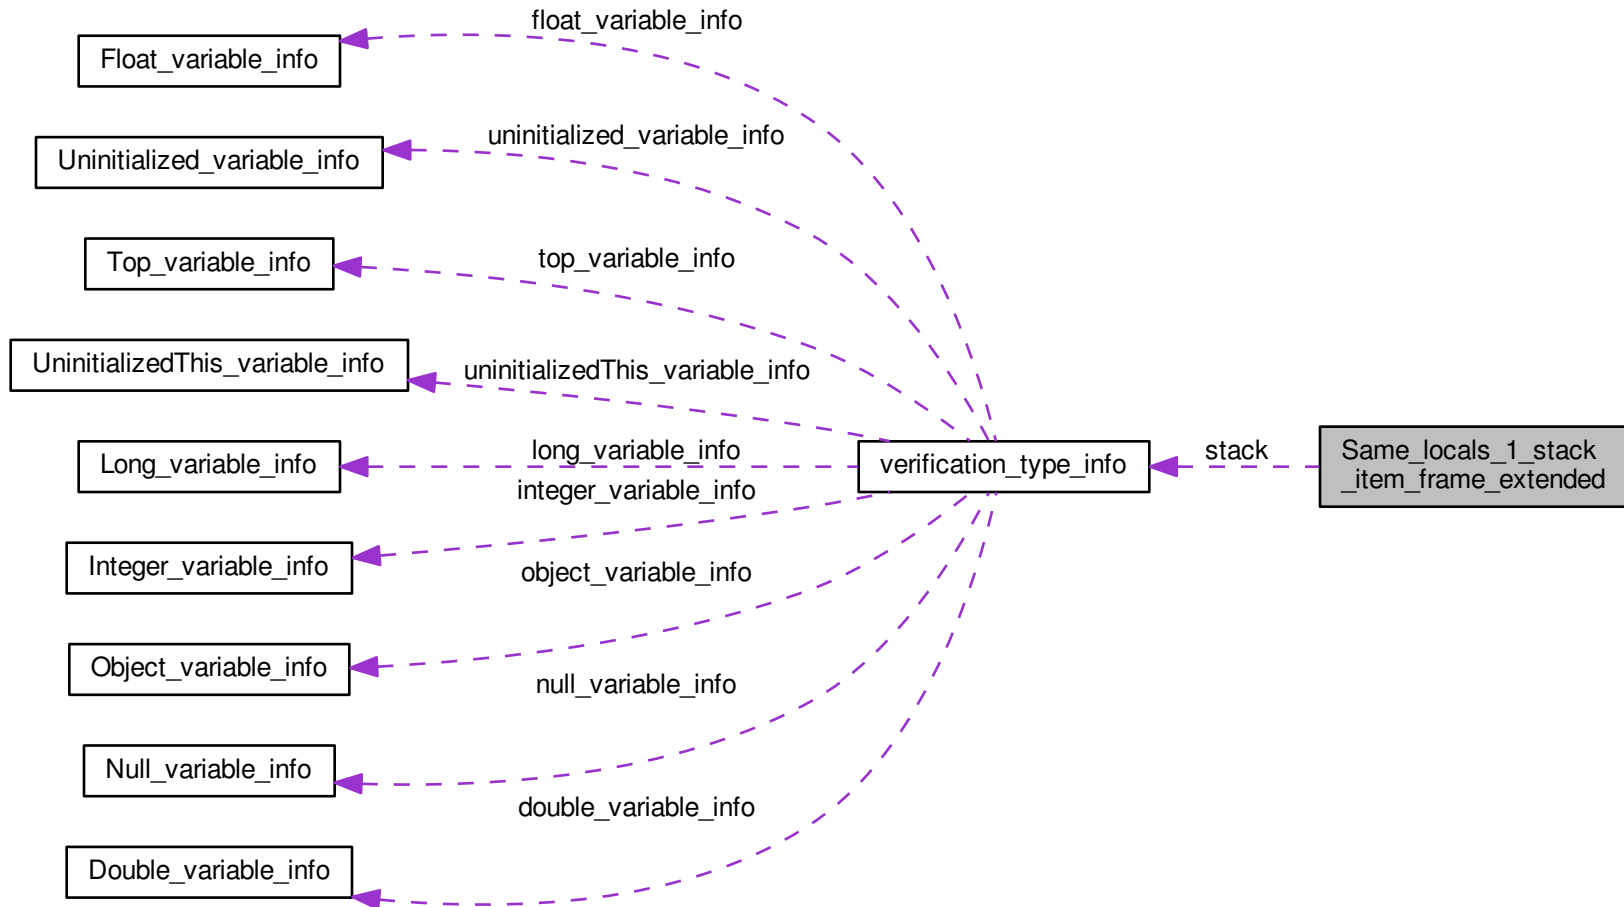 float_variable_info
Float_variable_info
uninitialized_variable_info
Uninitialized_variable_info
top_variable_info
Top_variable_info
uninitializedThis_variable_info
UninitializedThis_variable_info
long_variable_info
Long_variable_info
verification_type_info
stack
Same_locals_1_stack
_item_frame_extended
integer_variable_info
Integer_variable_info
object_variable_info
Object_variable_info
null_variable_info
Null_variable_info
double_variable_info
Double_variable_info